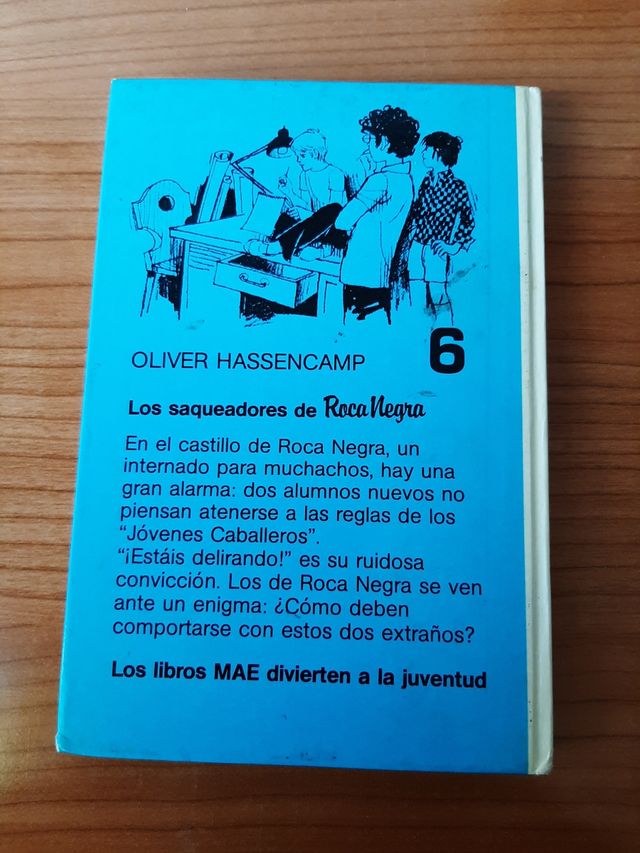 OLIVER HASSENCAMP
6
Los saqueadores de Roca Negra
En el castillo de Roca Negra, un
internado para muchachos, hay una
gran alarma: dos alumnos nuevos no
piensan atenerse a las reglas de los
“Jóvenes Caballeros”.
“¡Estáis delirando!” es su ruidosa
convicción. Los de Roca Negra se ven
ante un enigma: ¿Cómo deben
comportarse con estos dos extraños?
Los libros MAE divierten a la juventud